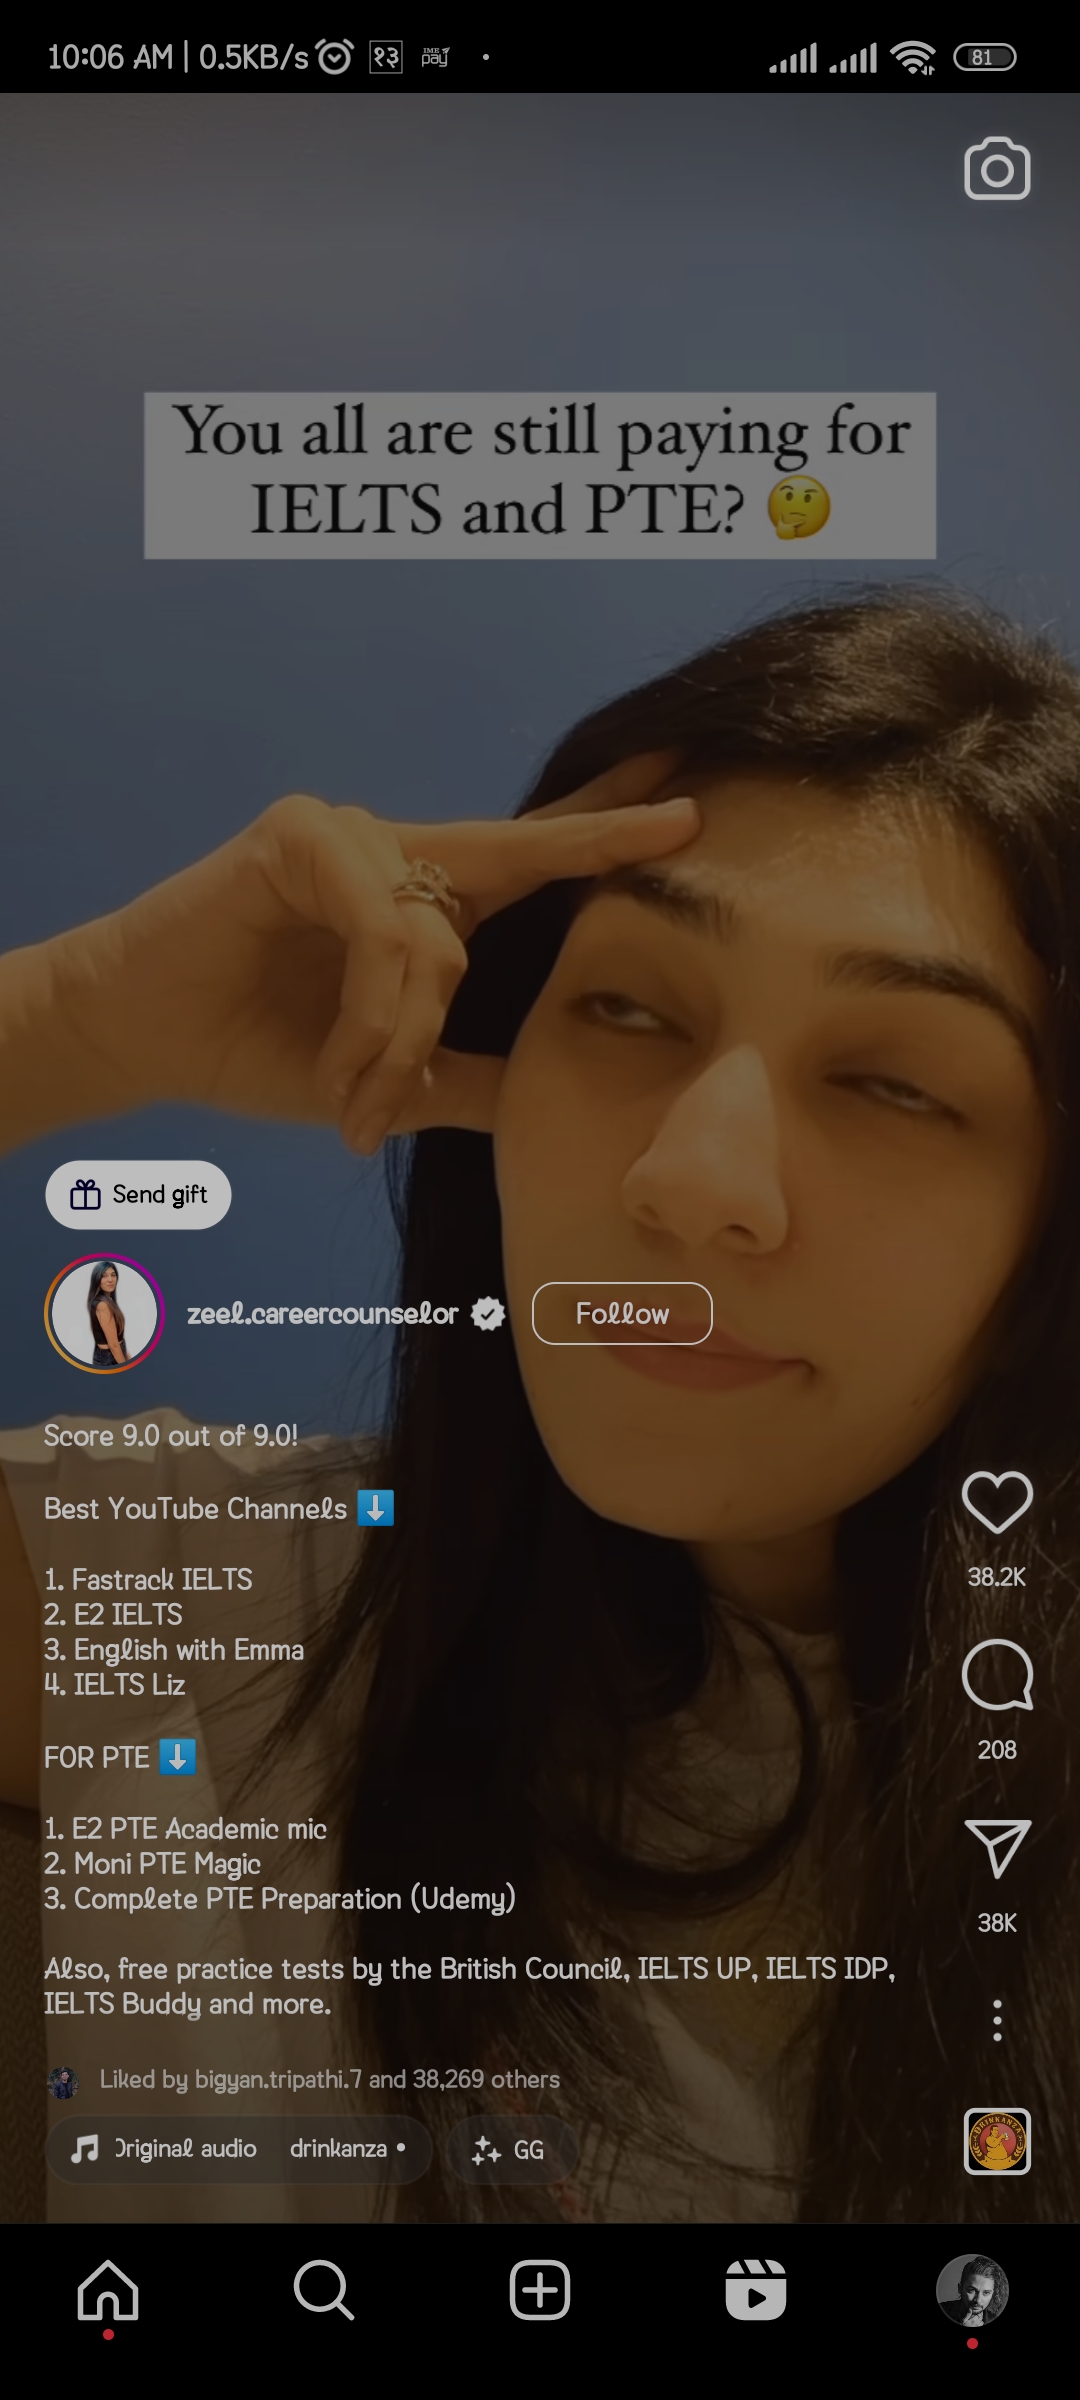 10:06 AM | 0.5KB/s
१३
IME
pay
81
You all are still paying for
IELTS and PTE? 🤔
Send gift
zeel.careercounselor
Follow
Score 9.0 out of 9.0!
Best YouTube Channels ⬇️
1. Fastrack IELTS
2. E2 IELTS
3. English with Emma
4. IELTS Liz
FOR PTE ⬇️
1. E2 PTE Academic mic
2. Moni PTE Magic
3. Complete PTE Preparation (Udemy)
Also, free practice tests by the British Council, IELTS UP, IELTS IDP,
IELTS Buddy and more.
38.2K
208
38K
Liked by bigyan.tripathi.7 and 38,269 others
Original audio drinkanza •
GG
DRINKANZA